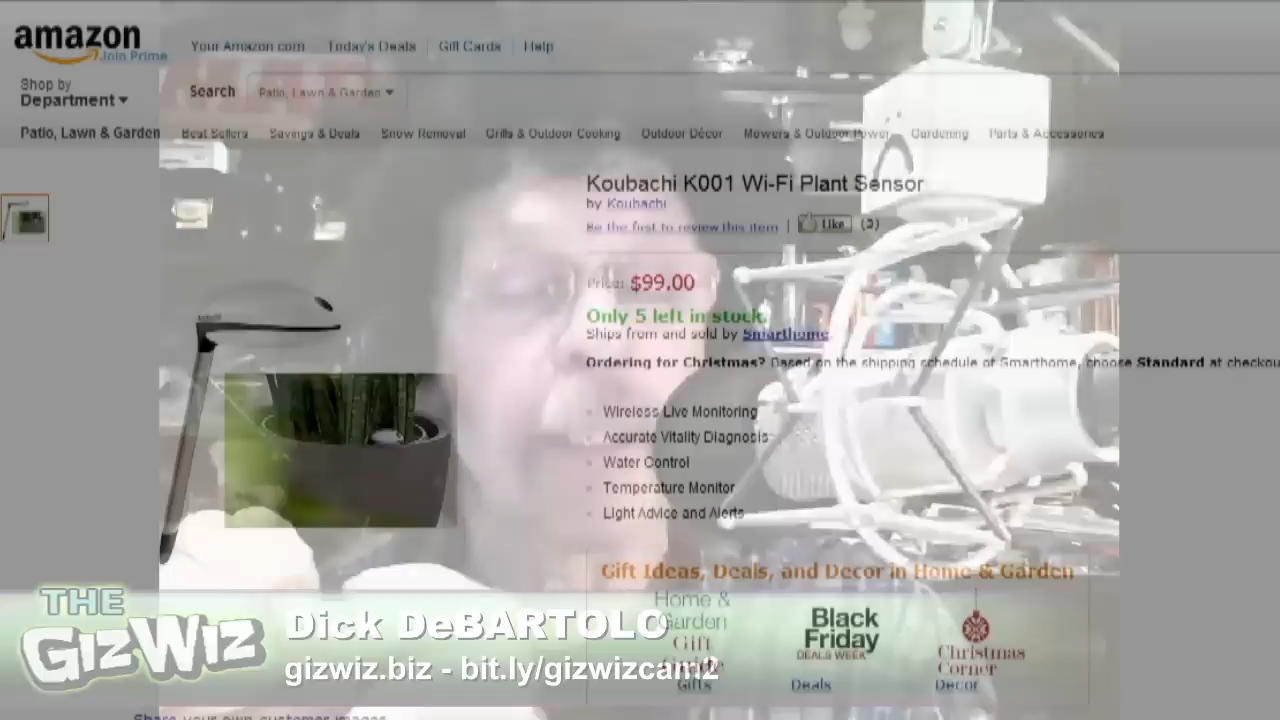 amazon
Join Prime
Your Amazon.com
Today's Deals
Gift Cards
Help
Shop by
Department
Search
Patio, Lawn & Garden
Patio, Lawn & Garden
Best Sellers
Savings & Deals
Snow Removal
Grills & Outdoor Cooking
Outdoor Décor
Mowers & Outdoor Power
Gardening
Parts & Accessories
Koubachi K001 Wi-Fi Plant Sensor
by Koubachi
Be the first to review this item
Like
(3)
Price: $99.00
Only 5 left in stock.
Ships from and sold by Smarthome.
Ordering for Christmas? Based on the shipping schedule of Smarthome, choose Standard at checkou
Wireless Live Monitoring
Accurate Vitality Diagnosis
Water Control
Temperature Monitor
Light Advice and Alerts
Gift Ideas, Deals, and Decor in Home & Garden
Home &
Garden
Gift
Gifts
Black
Friday
DEALS WEEK
Deals
Christmas
Corner
Decor
THE
GIZWIZ
Dick DeBARTOLO
gizwiz.biz - bit.ly/gizwizcam2
Share your own customer images